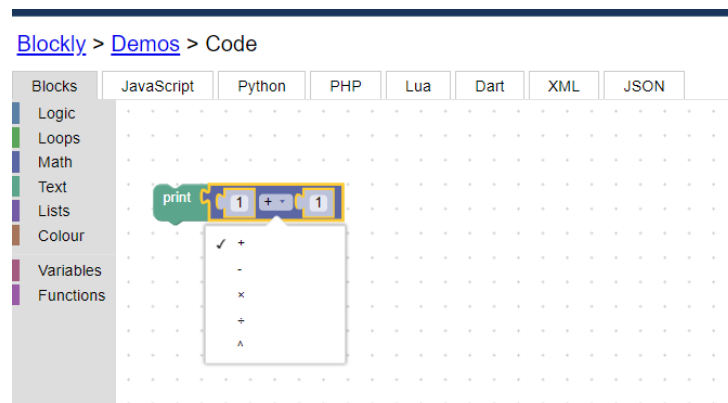 Blockly > Demos > Code
Blocks JavaScript Python PHP Lua Dart XML JSON
Logic
Loops
Math
Text
Lists
Colour
Variables
Functions
print 1 + 1
✓ +
-
×
÷
^